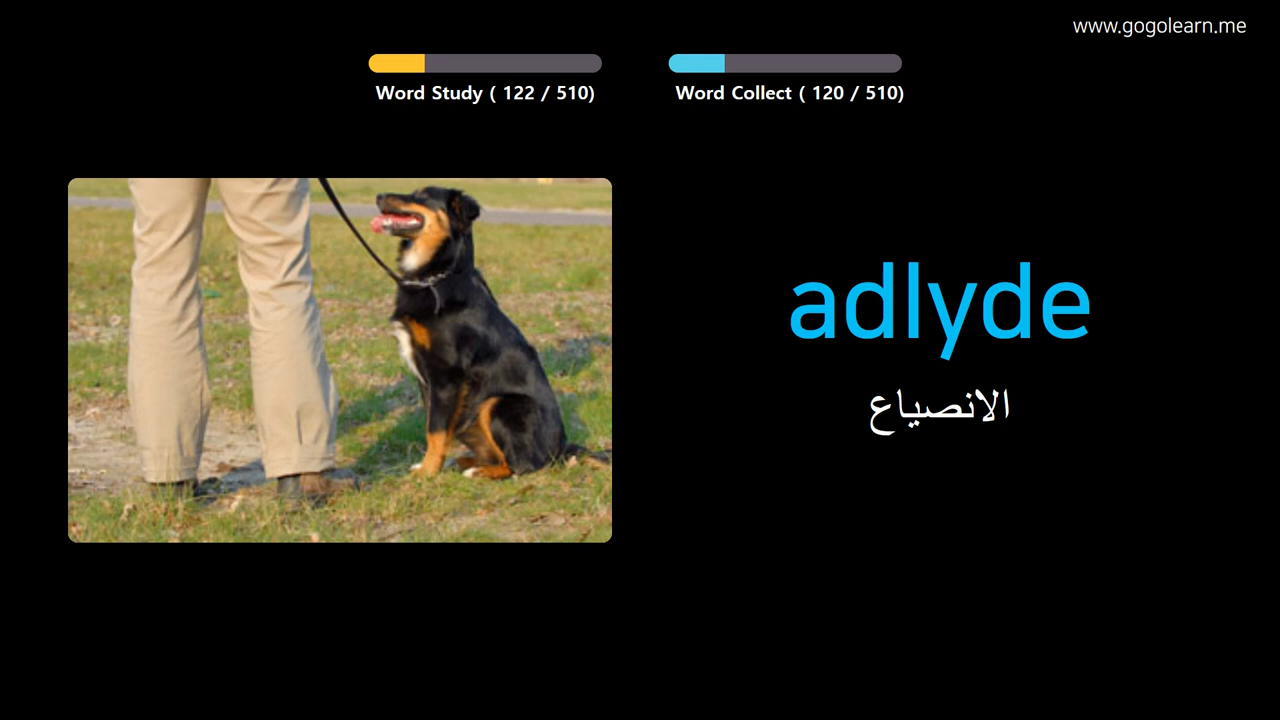 www.gogolearn.me
Word Study ( 122 / 510)
Word Collect ( 120 / 510)
adlyde
الانصياع